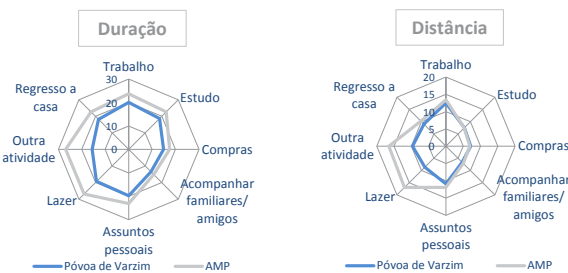 Duração
Trabalho
30
20
10
0
Estudo
Compras
Acompanhar
familiares/
amigos
Assuntos
pessoais
Lazer
Outra
atividade
Regresso a
casa
Póvoa de Varzim
AMP
Distância
Trabalho
20
15
10
5
0
Estudo
Compras
Acompanhar
familiares/
amigos
Assuntos
pessoais
Lazer
Outra
atividade
Regresso a
casa
Póvoa de Varzim
AMP